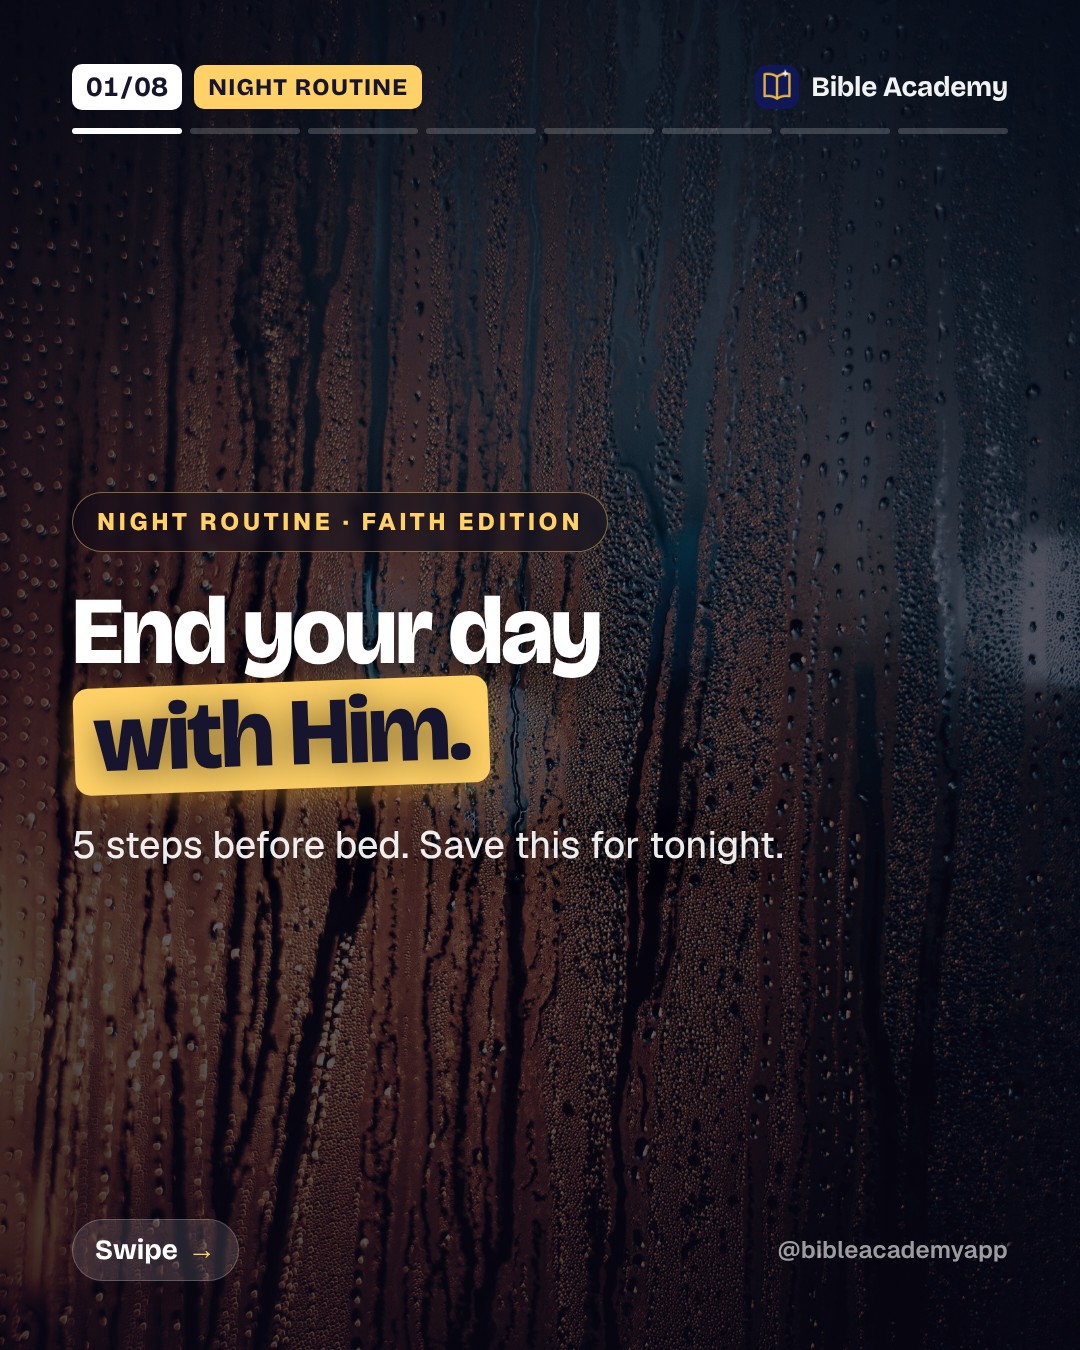 01/08 NIGHT ROUTINE
Bible Academy
NIGHT ROUTINE · FAITH EDITION
End your day
with Him.
5 steps before bed. Save this for tonight.
Swipe →
@bibleacademyapp